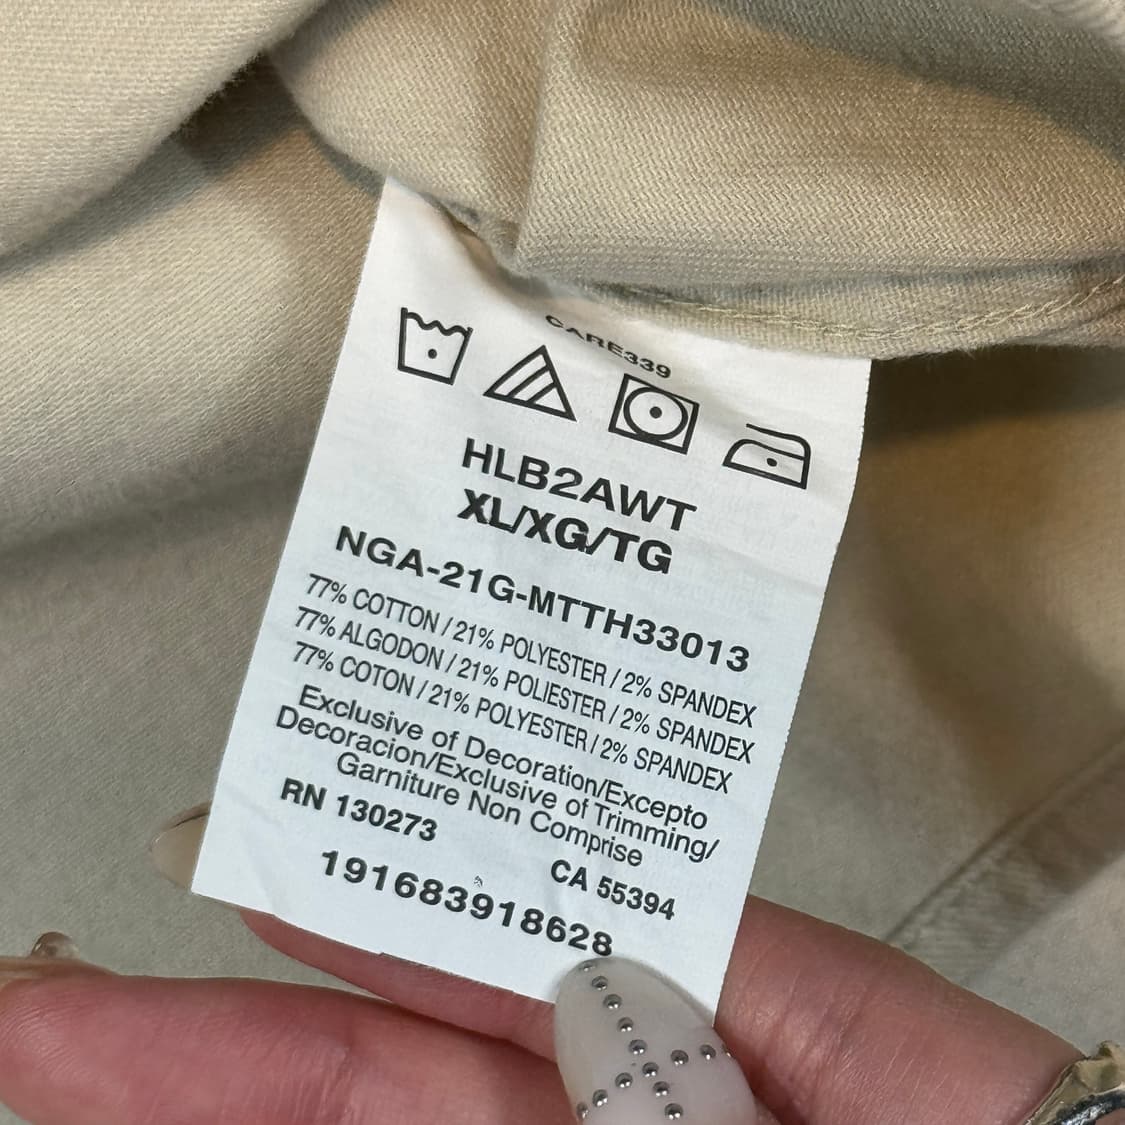 CARE339
HLB2AWT
XL/XG/TG
NGA-21G-MTTH33013
77% COTTON / 21% POLYESTER / 2% SPANDEX
77% ALGODON / 21% POLIESTER / 2% SPANDEX
77% COTON / 21% POLYESTER / 2% SPANDEX
Exclusive of Decoration/Excepto
Decoracion/Exclusive of Trimming/
Garniture Non Comprise
RN 130273
CA 55394
191683918628